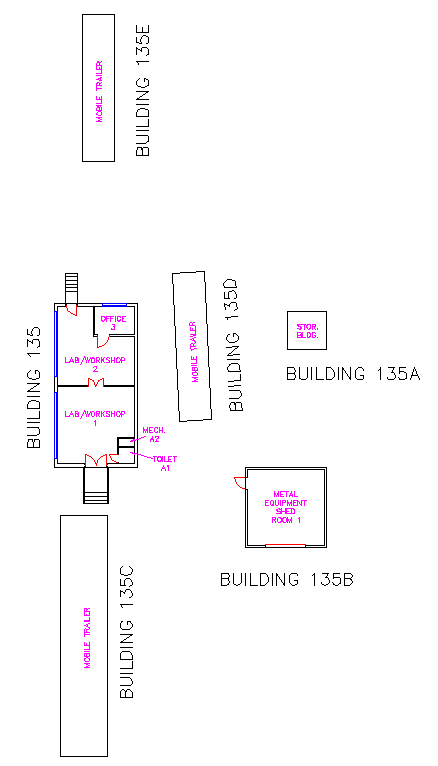 MOBILE TRAILER
BUILDING 135E
BUILDING 135
OFFICE
3
LAB/WORKSHOP
2
LAB/WORKSHOP
1
MECH.
A2
TOILET
A1
MOBILE TRAILER
BUILDING 135D
STOR.
BLDG.
BUILDING 135A
METAL
EQUIPMENT
SHED
ROOM 1
BUILDING 135B
MOBILE TRAILER
BUILDING 135C